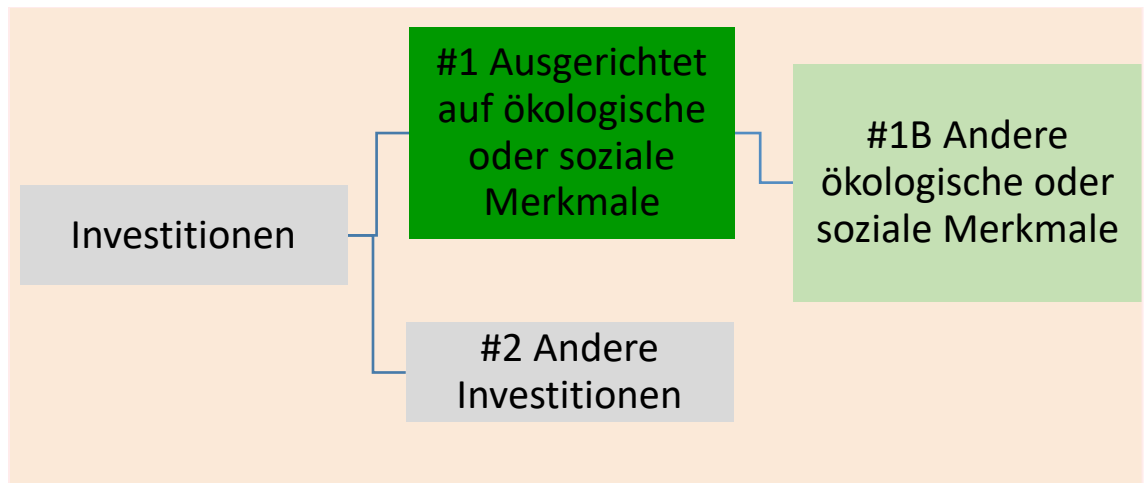 Investitionen
#1 Ausgerichtet
auf ökologische
oder soziale
Merkmale
#1B Andere
ökologische oder
soziale Merkmale
#2 Andere
Investitionen